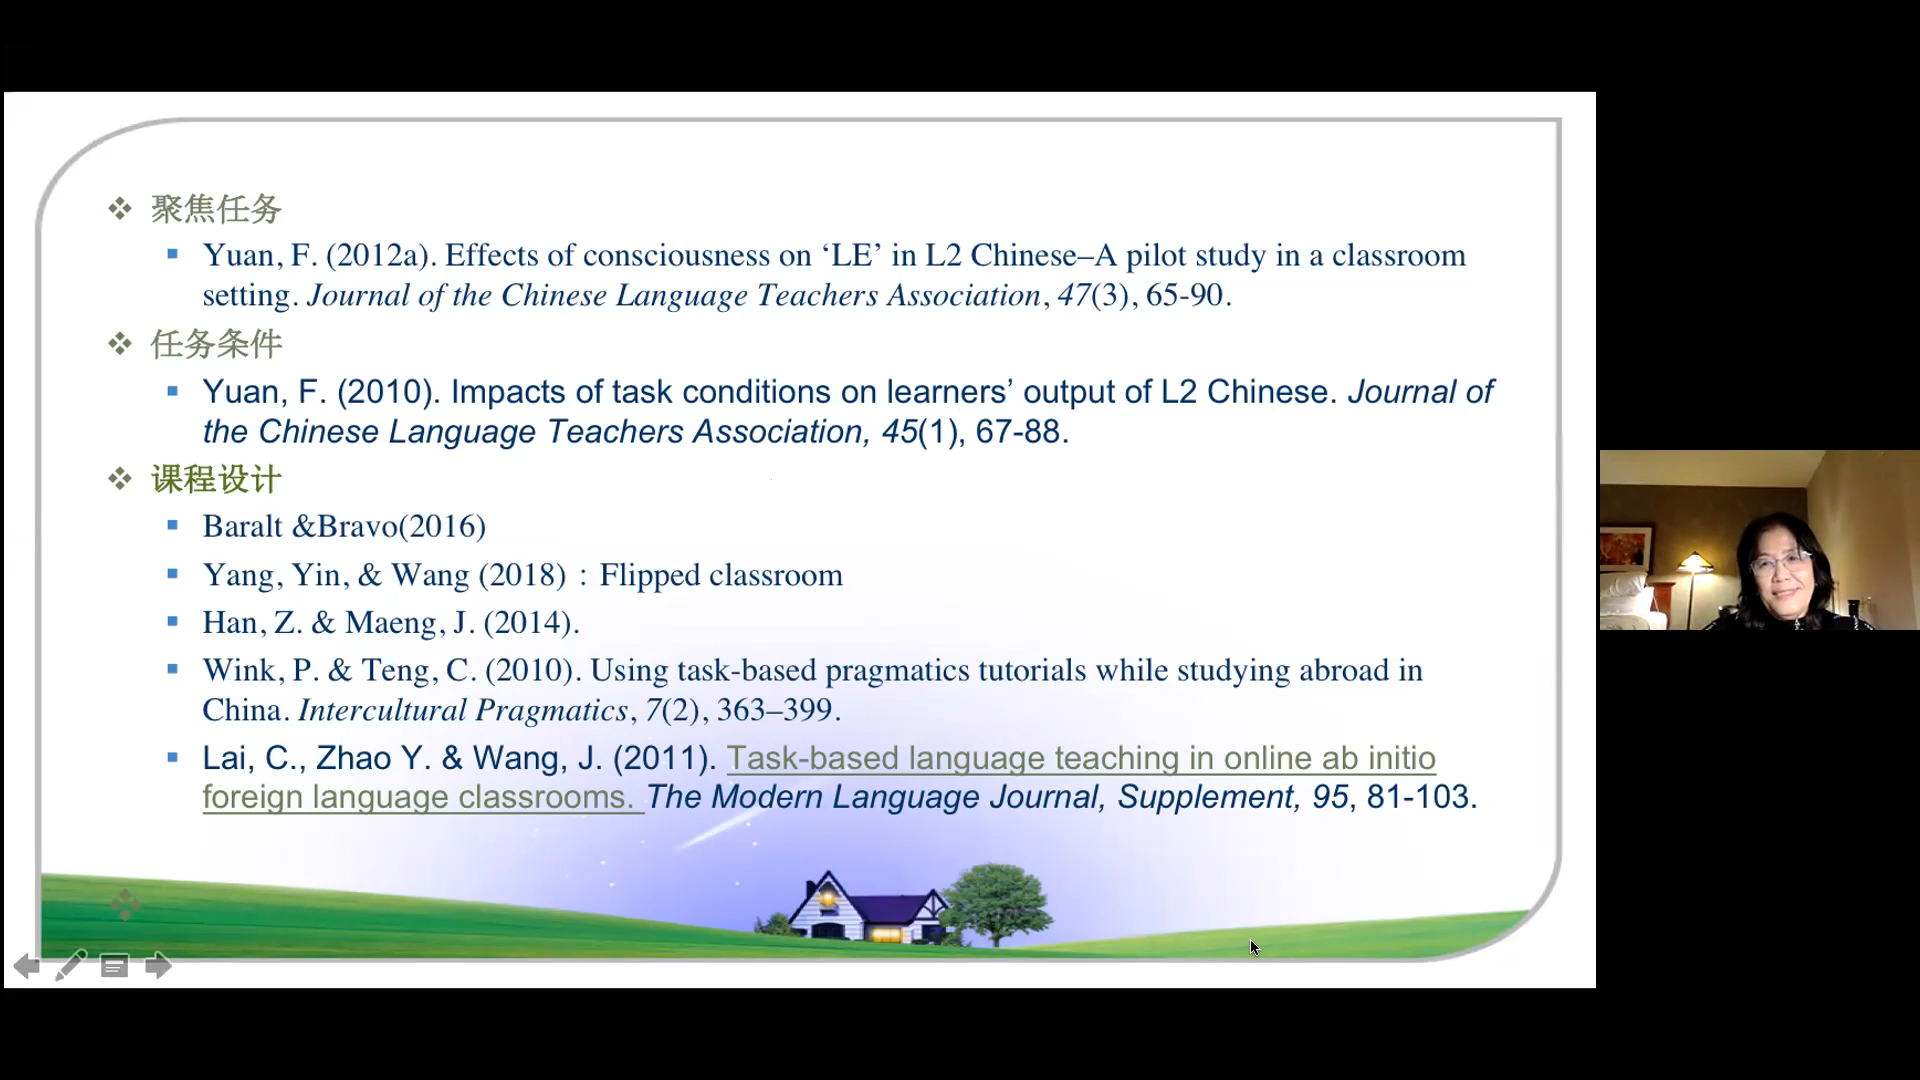 聚焦任务
Yuan, F. (2012a). Effects of consciousness on ‘LE’ in L2 Chinese–A pilot study in a classroom
setting. Journal of the Chinese Language Teachers Association, 47(3), 65-90.
任务条件
Yuan, F. (2010). Impacts of task conditions on learners’ output of L2 Chinese. Journal of
the Chinese Language Teachers Association, 45(1), 67-88.
课程设计
Baralt &Bravo(2016)
Yang, Yin, & Wang (2018)：Flipped classroom
Han, Z. & Maeng, J. (2014).
Wink, P. & Teng, C. (2010). Using task-based pragmatics tutorials while studying abroad in
China. Intercultural Pragmatics, 7(2), 363–399.
Lai, C., Zhao Y. & Wang, J. (2011). Task-based language teaching in online ab initio
foreign language classrooms. The Modern Language Journal, Supplement, 95, 81-103.